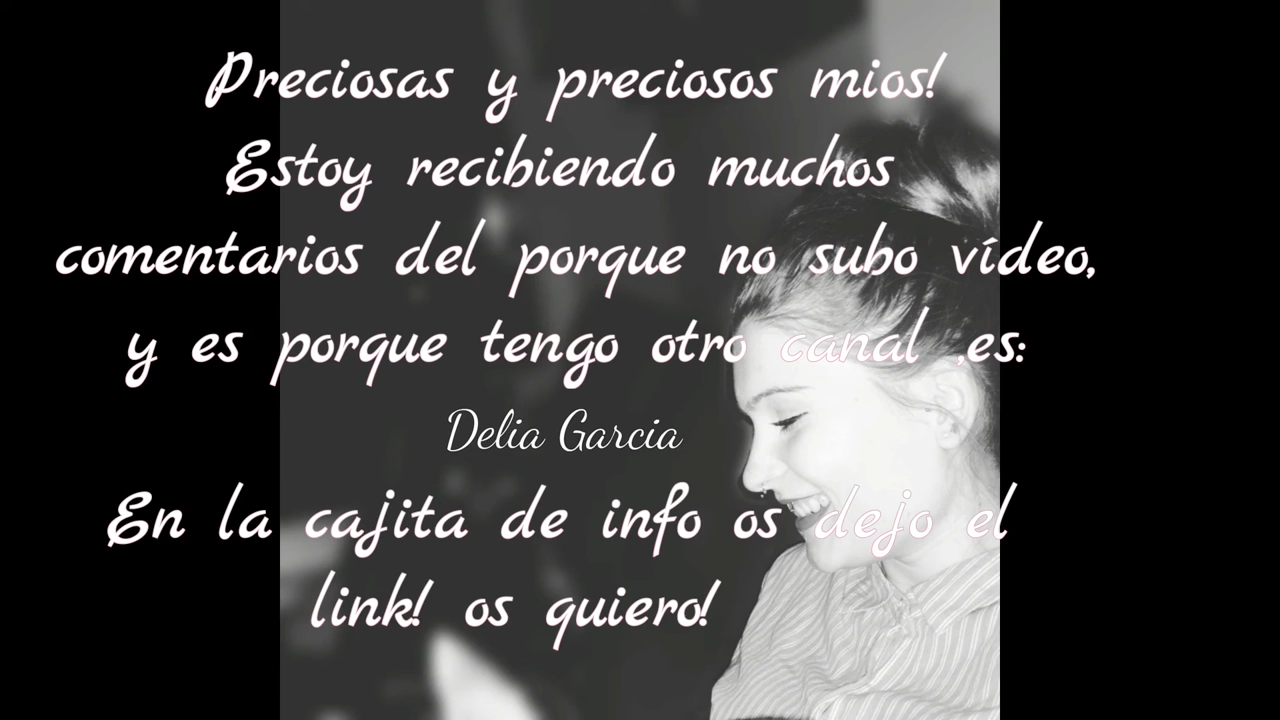 Preciosas y preciosos mios!
Estoy recibiendo muchos
comentarios del porque no subo vídeo,
y es porque tengo otro canal ,es:
Delia Garcia
En la cajita de info os dejo el
link! os quiero!